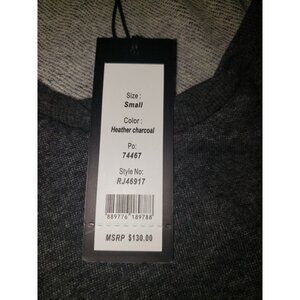 Size :
Small
Color :
Heather charcoal
Po:
74467
Style No:
RJ46917
889776 189788
MSRP $130.00